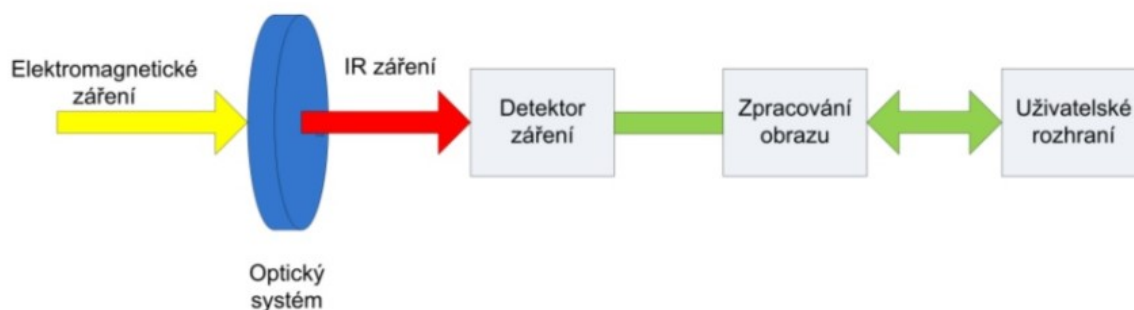 Elektromagnetické
záření
IR záření
Detektor
záření
Zpracování
obrazu
Uživatelské
rozhraní
Optický
systém